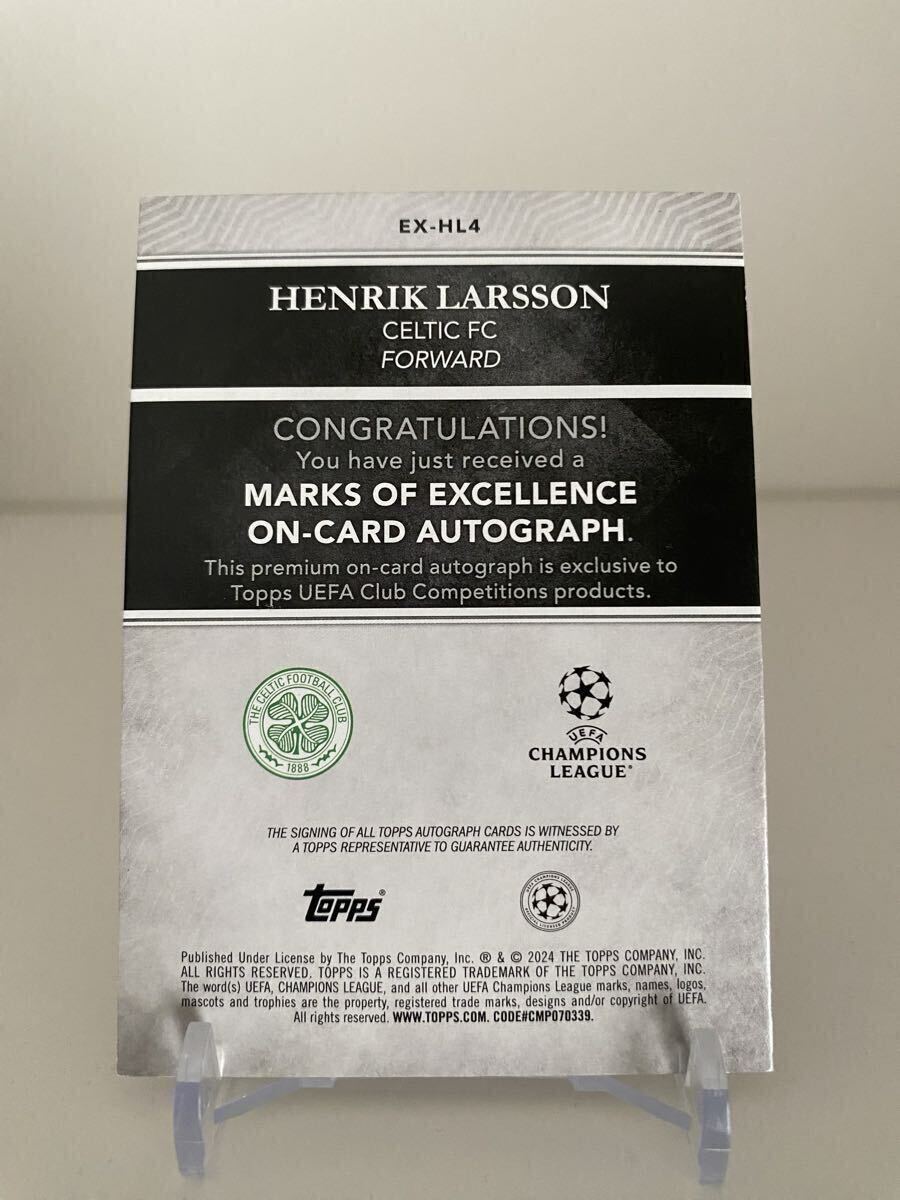 EX-HL4
HENRIK LARSSON
CELTIC FC
FORWARD
CONGRATULATIONS!
You have just received a
MARKS OF EXCELLENCE
ON-CARD AUTOGRAPH.
This premium on-card autograph is exclusive to
Topps UEFA Club Competitions products.
THE CELTIC FOOTBALL CLUB
1888
UEFA
CHAMPIONS
LEAGUE®
THE SIGNING OF ALL TOPPS AUTOGRAPH CARDS IS WITNESSED BY
A TOPPS REPRESENTATIVE TO GUARANTEE AUTHENTICITY.
Topps®
UEFA CHAMPIONS LEAGUE
OFFICIAL LICENSED PRODUCT
Published Under License by The Topps Company, Inc. ® & © 2024 THE TOPPS COMPANY, INC.
ALL RIGHTS RESERVED. TOPPS IS A REGISTERED TRADEMARK OF THE TOPPS COMPANY, INC.
The word(s) UEFA, CHAMPIONS LEAGUE, and all other UEFA Champions League marks, names, logos,
mascots and trophies are the property, registered trade marks, designs and/or copyright of UEFA.
All rights reserved. WWW.TOPPS.COM. CODE#CMP070339.